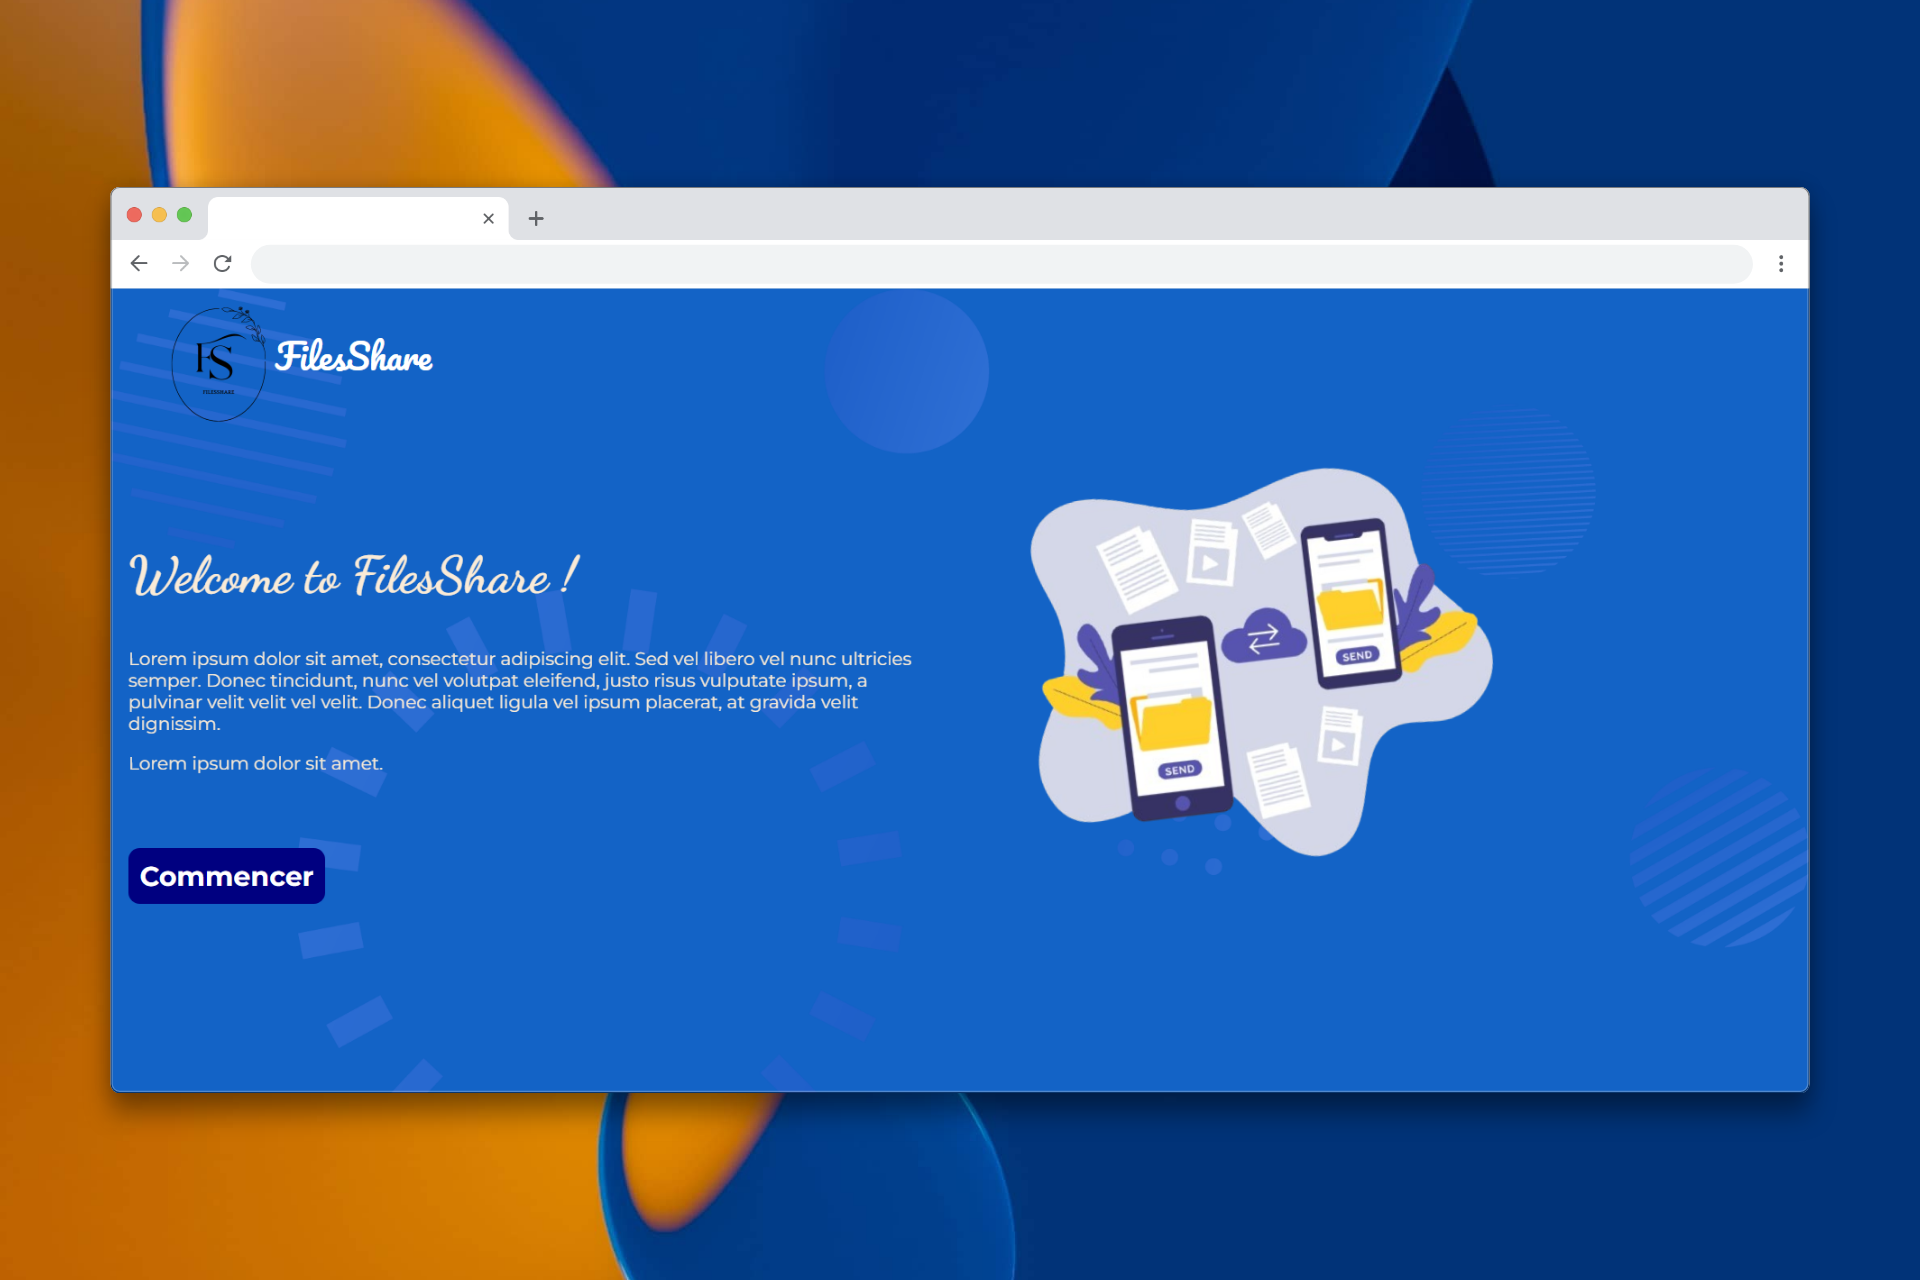 FS
FILESSHARE
FilesShare
Welcome to FilesShare !
Lorem ipsum dolor sit amet, consectetur adipiscing elit. Sed vel libero vel nunc ultricies
semper. Donec tincidunt, nunc vel volutpat eleifend, justo risus vulputate ipsum, a
pulvinar velit velit vel velit. Donec aliquet ligula vel ipsum placerat, at gravida velit
dignissim.
Lorem ipsum dolor sit amet.
Commencer
SEND
SEND